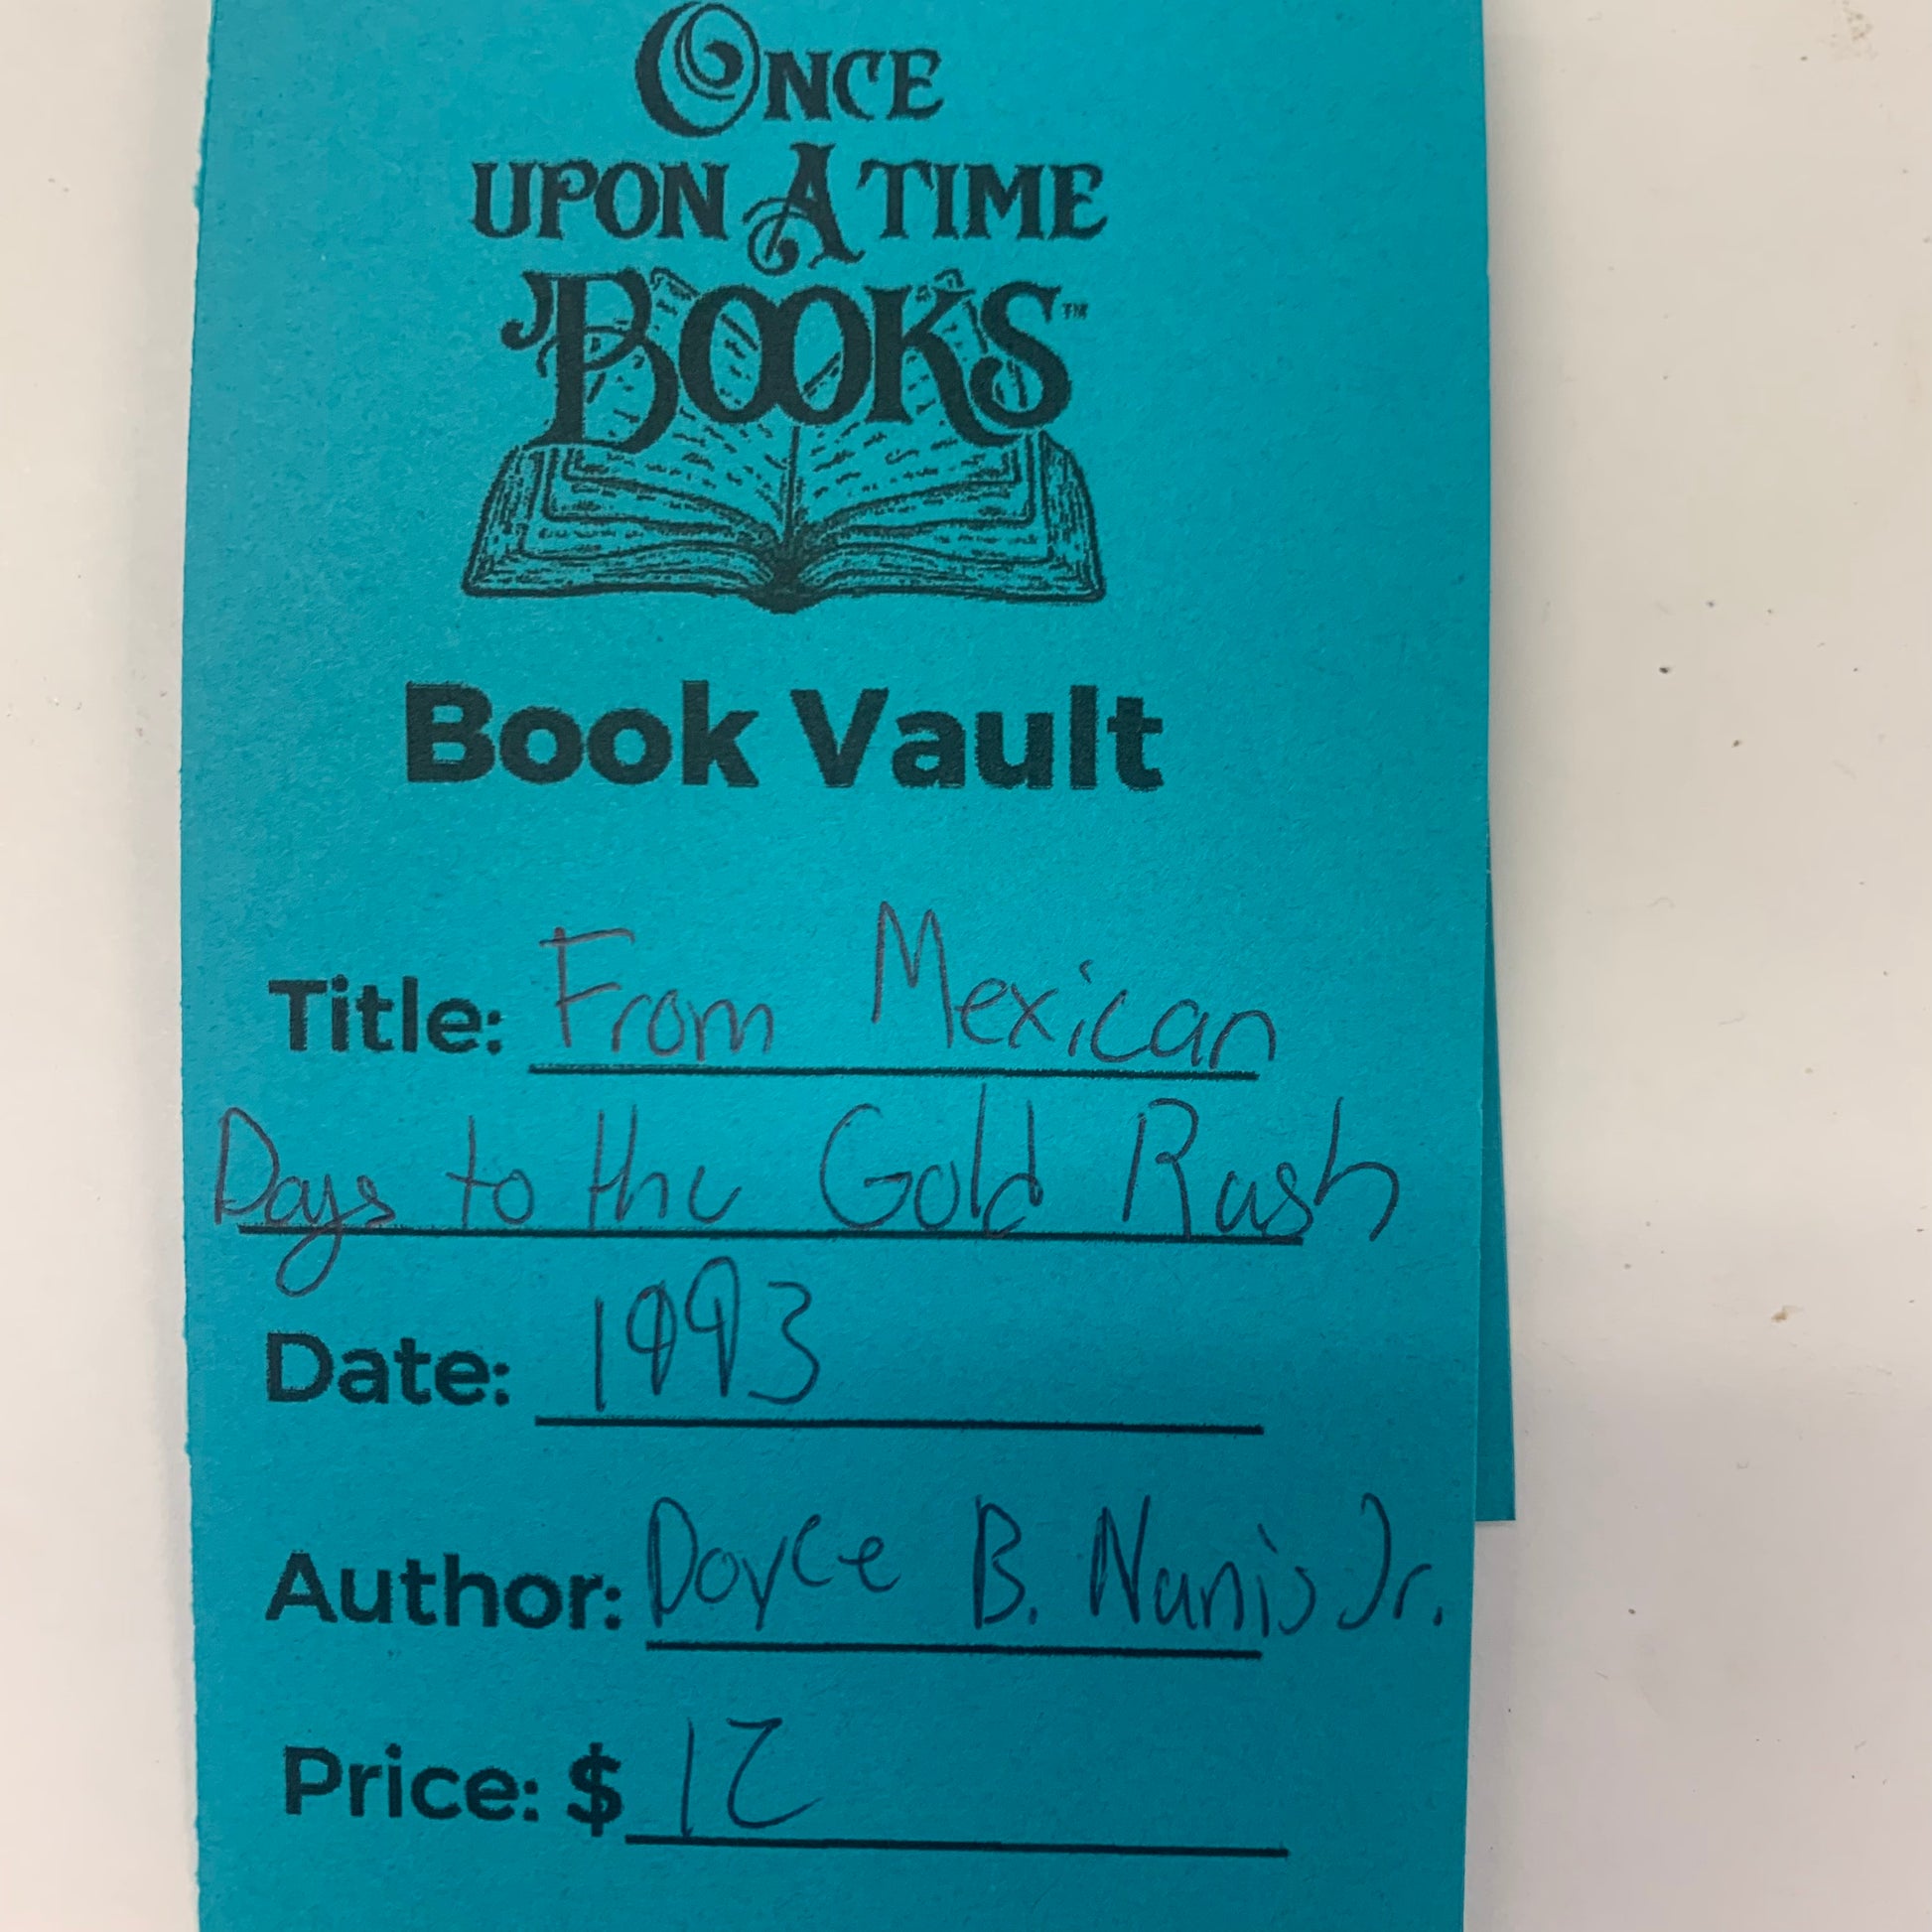 ONCE
UPON A TIME
BOOKS™
Book Vault
Title: From Mexican
Days to the Gold Rush
Date: 1993
Author: Doyce B. Nunis Jr.
Price: $ 12